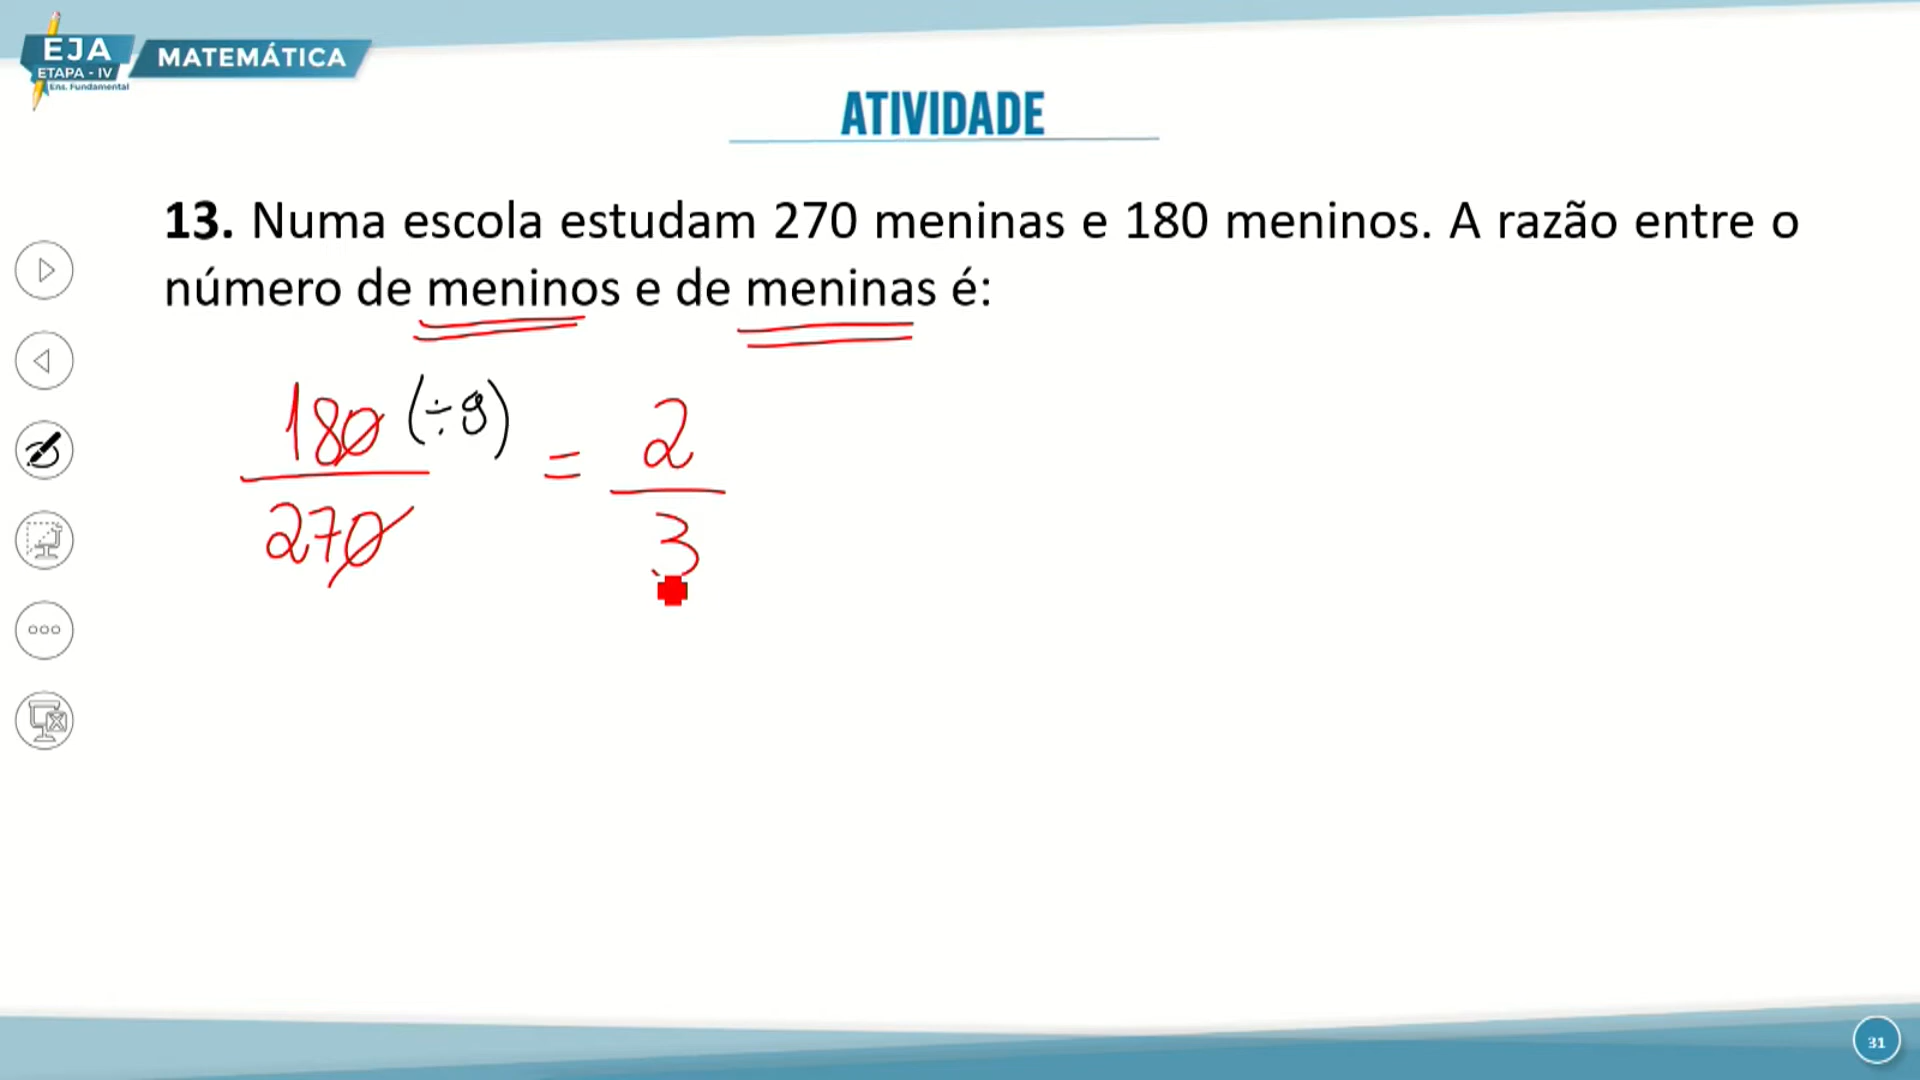 EJA
ETAPA - IV
Ens. Fundamental
MATEMÁTICA
ATIVIDADE
13. Numa escola estudam 270 meninas e 180 meninos. A razão entre o
número de meninos e de meninas é:
180 (÷9) = 2
270 3
31